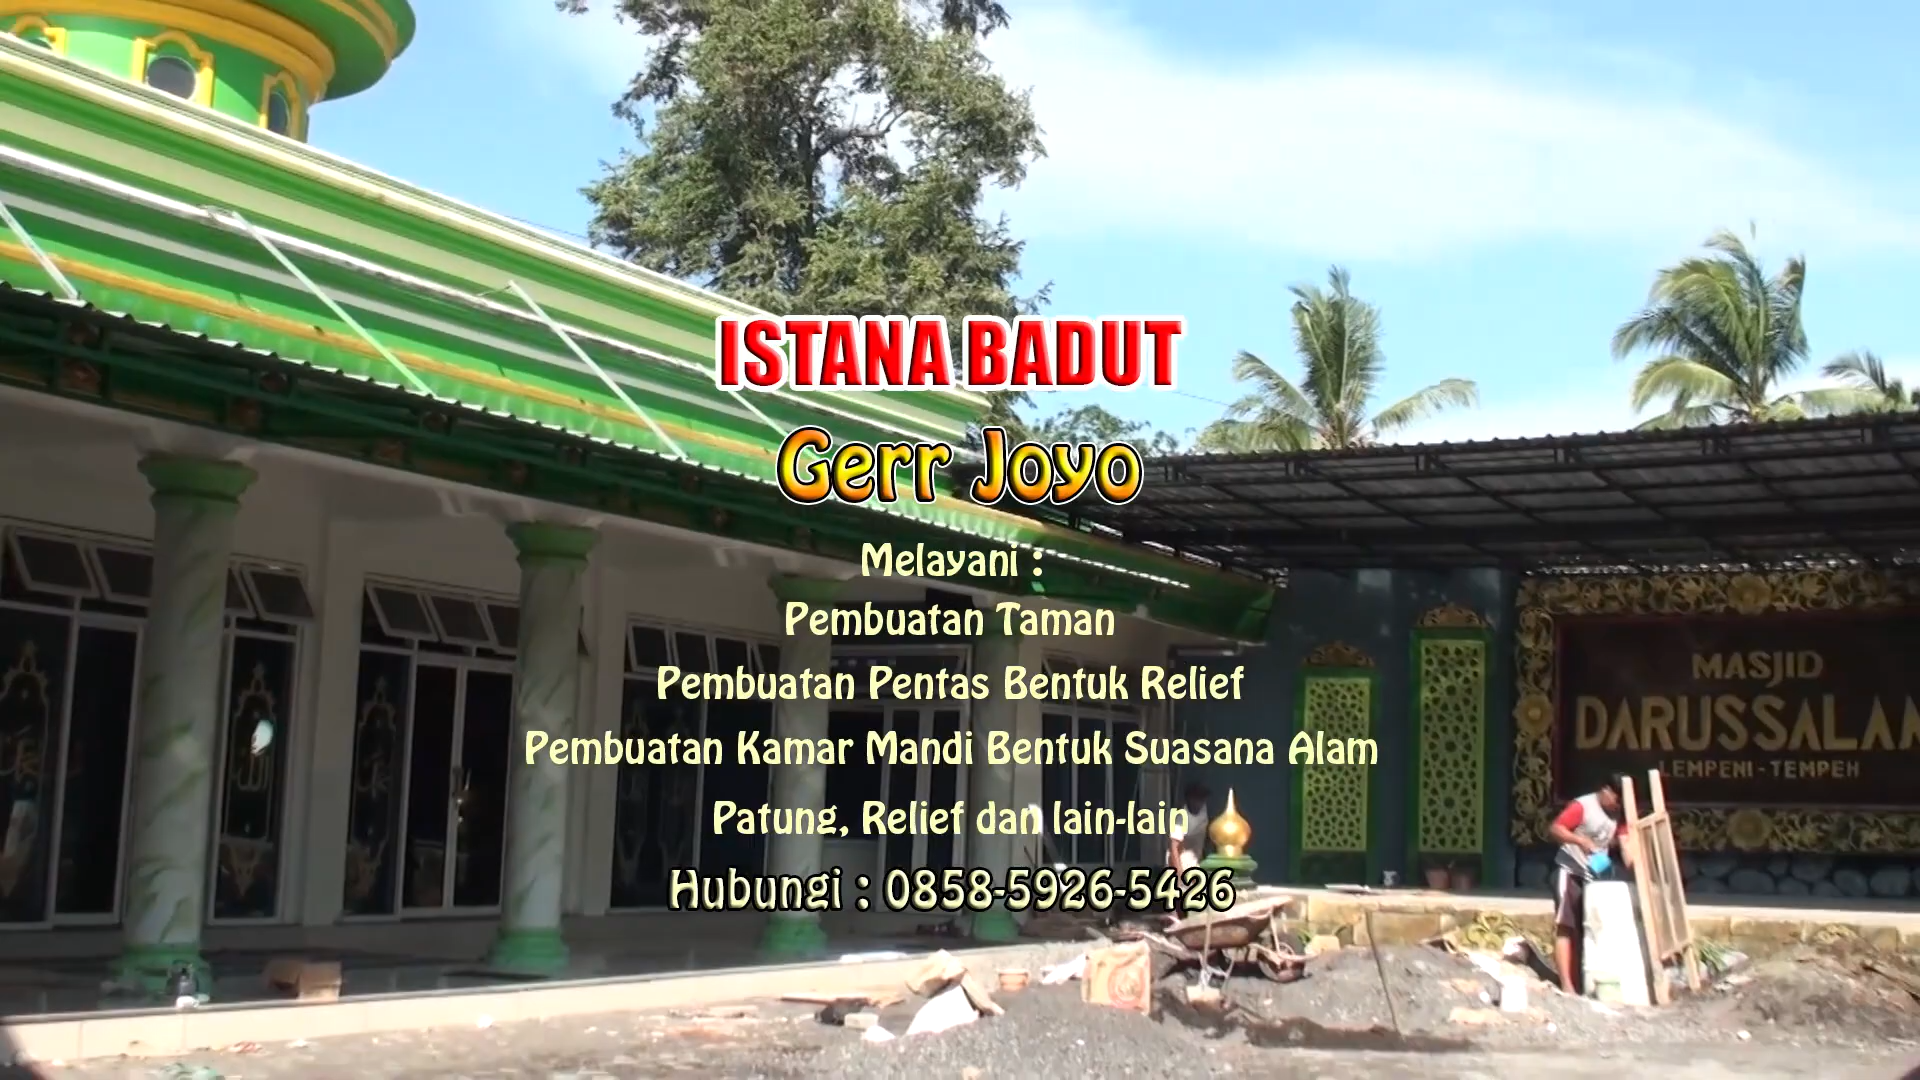 ISTANA BADUT
Gerr Joyo
Melayani :
Pembuatan Taman
Pembuatan Pentas Bentuk Relief
Pembuatan Kamar Mandi Bentuk Suasana Alam
Patung, Relief dan lain-lain
Hubungi : 0858-5926-5426
MASJID
DARUSSALAM
LEMPENI - TEMPEH